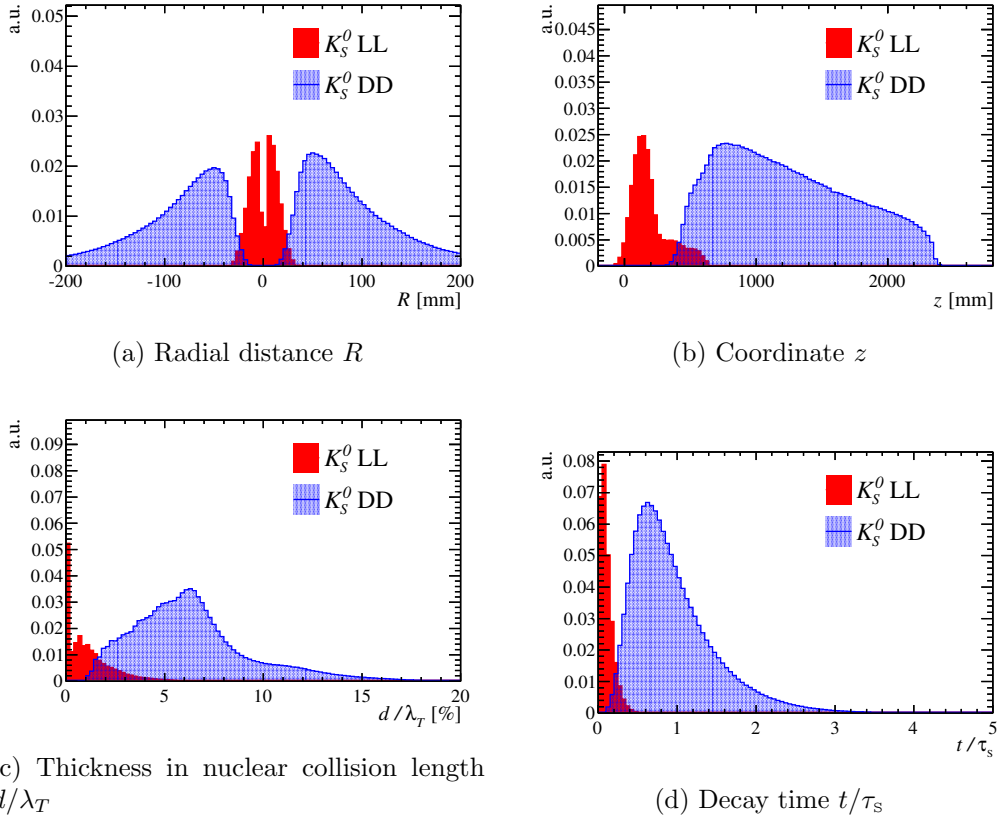 a.u.
0.05
0.04
0.03
0.02
0.01
0
-200 -100 0 100 200
R [mm]
K_S^0 LL
K_S^0 DD
(a) Radial distance R
a.u.
0.045
0.04
0.035
0.03
0.025
0.02
0.015
0.01
0.005
0
0 1000 2000
z [mm]
K_S^0 LL
K_S^0 DD
(b) Coordinate z
a.u.
0.09
0.08
0.07
0.06
0.05
0.04
0.03
0.02
0.01
0
0 5 10 15 20
d/λ_T [%]
K_S^0 LL
K_S^0 DD
c) Thickness in nuclear collision length
d/λ_T
a.u.
0.08
0.07
0.06
0.05
0.04
0.03
0.02
0.01
0
0 1 2 3 4 5
t/τ_s
K_S^0 LL
K_S^0 DD
(d) Decay time t/τ_S